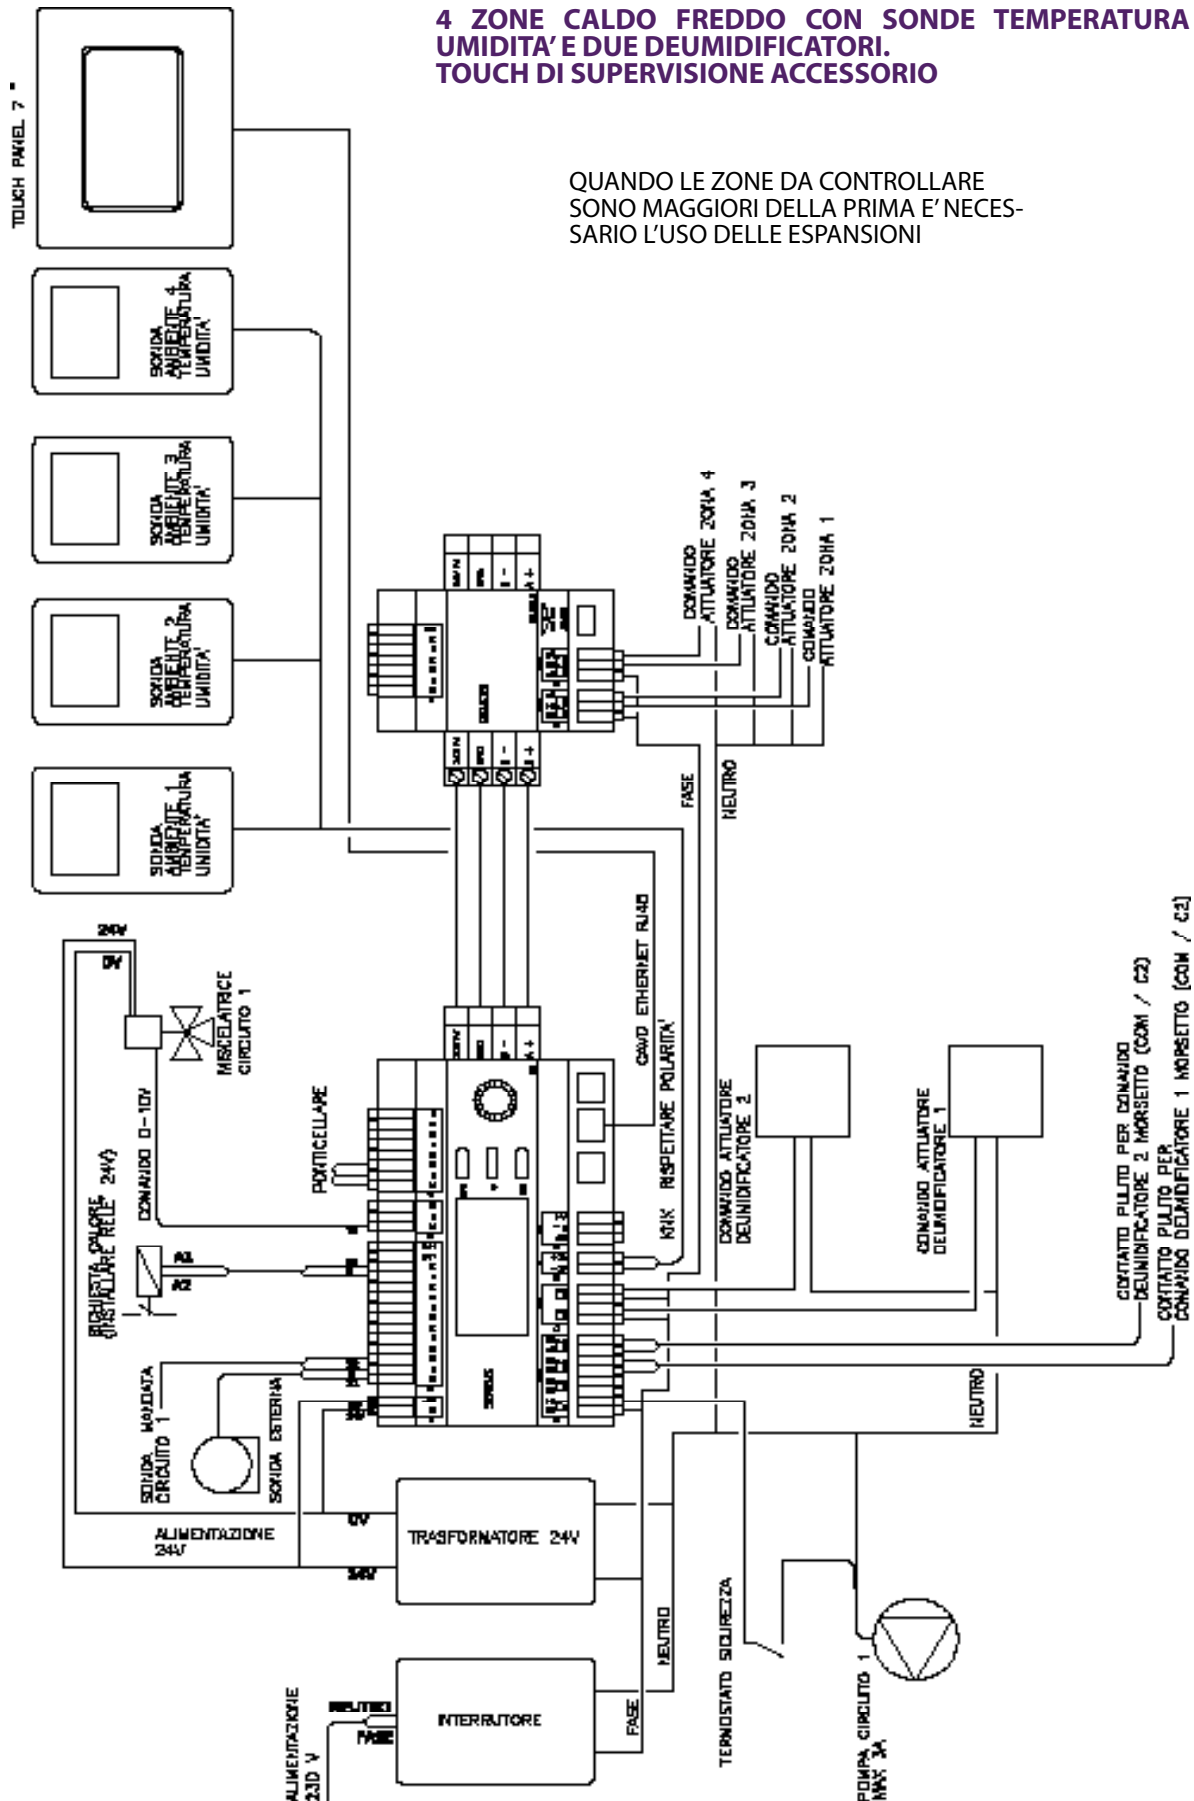 4 ZONE CALDO FREDDO CON SONDE TEMPERATURA
UMIDITA' E DUE DEUMIDIFICATORI.
TOUCH DI SUPERVISIONE ACCESSORIO
QUANDO LE ZONE DA CONTROLLARE
SONO MAGGIORI DELLA PRIMA E' NECES-
SARIO L'USO DELLE ESPANSIONI
TOUCH PANEL 7 "
SONDA
AMBIENTE 4
TEMPERATURA
UMIDITA'
SONDA
AMBIENTE 3
TEMPERATURA
UMIDITA'
SONDA
AMBIENTE 2
TEMPERATURA
UMIDITA'
SONDA
AMBIENTE 1
TEMPERATURA
UMIDITA'
COMANDO
ATTUATORE ZONA 4
COMANDO
ATTUATORE ZONA 3
COMANDO
ATTUATORE ZONA 2
COMANDO
ATTUATORE ZONA 1
FASE
NEUTRO
24V
0V
MISCELATRICE
CIRCUITO 1
COMANDO 0-10V
PONTICELLARE
RICHIESTA CALORE
(INSTALLARE RELE' 24V)
A1
A2
CAVO ETHERNET RJ45
KNX RISPETTARE POLARITA'
COMANDO ATTUATORE
DEUMIDIFICATORE 2
COMANDO ATTUATORE
DEUMIDIFICATORE 1
CONTATTO PULITO PER COMANDO
DEUMIDIFICATORE 2 MORSETTO (COM / C2)
CONTATTO PULITO PER
COMANDO DEUMIDIFICATORE 1 MORSETTO (COM / C2)
SONDA MANDATA
CIRCUITO 1
SONDA ESTERNA
NEUTRO
ALIMENTAZIONE
24V
0V
24V
TRASFORMATORE 24V
NEUTRO
FASE
TERMOSTATO SICUREZZA
INTERRUTORE
NEUTRO
FASE
ALIMENTAZIONE
230 V
POMPA CIRCUITO 1
MAX 3A